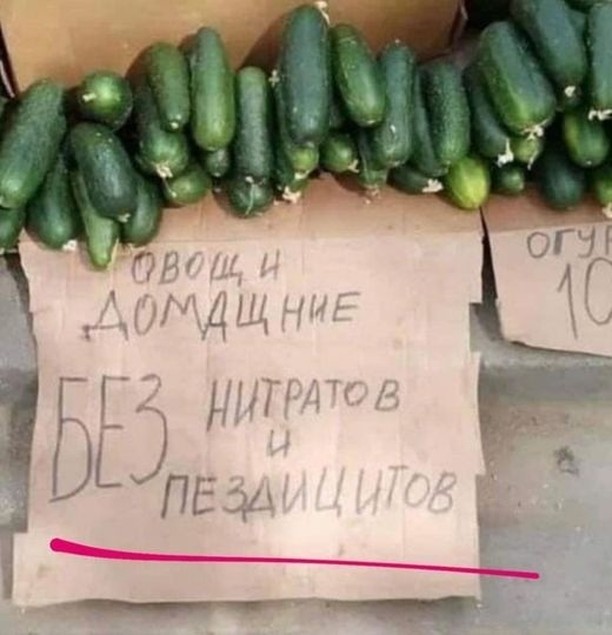 ОВОЩИ
ДОМАЩНИЕ
БЕЗ НИТРАТОВ
И
ПЕЗДИЦИТОВ
ОГУР
10